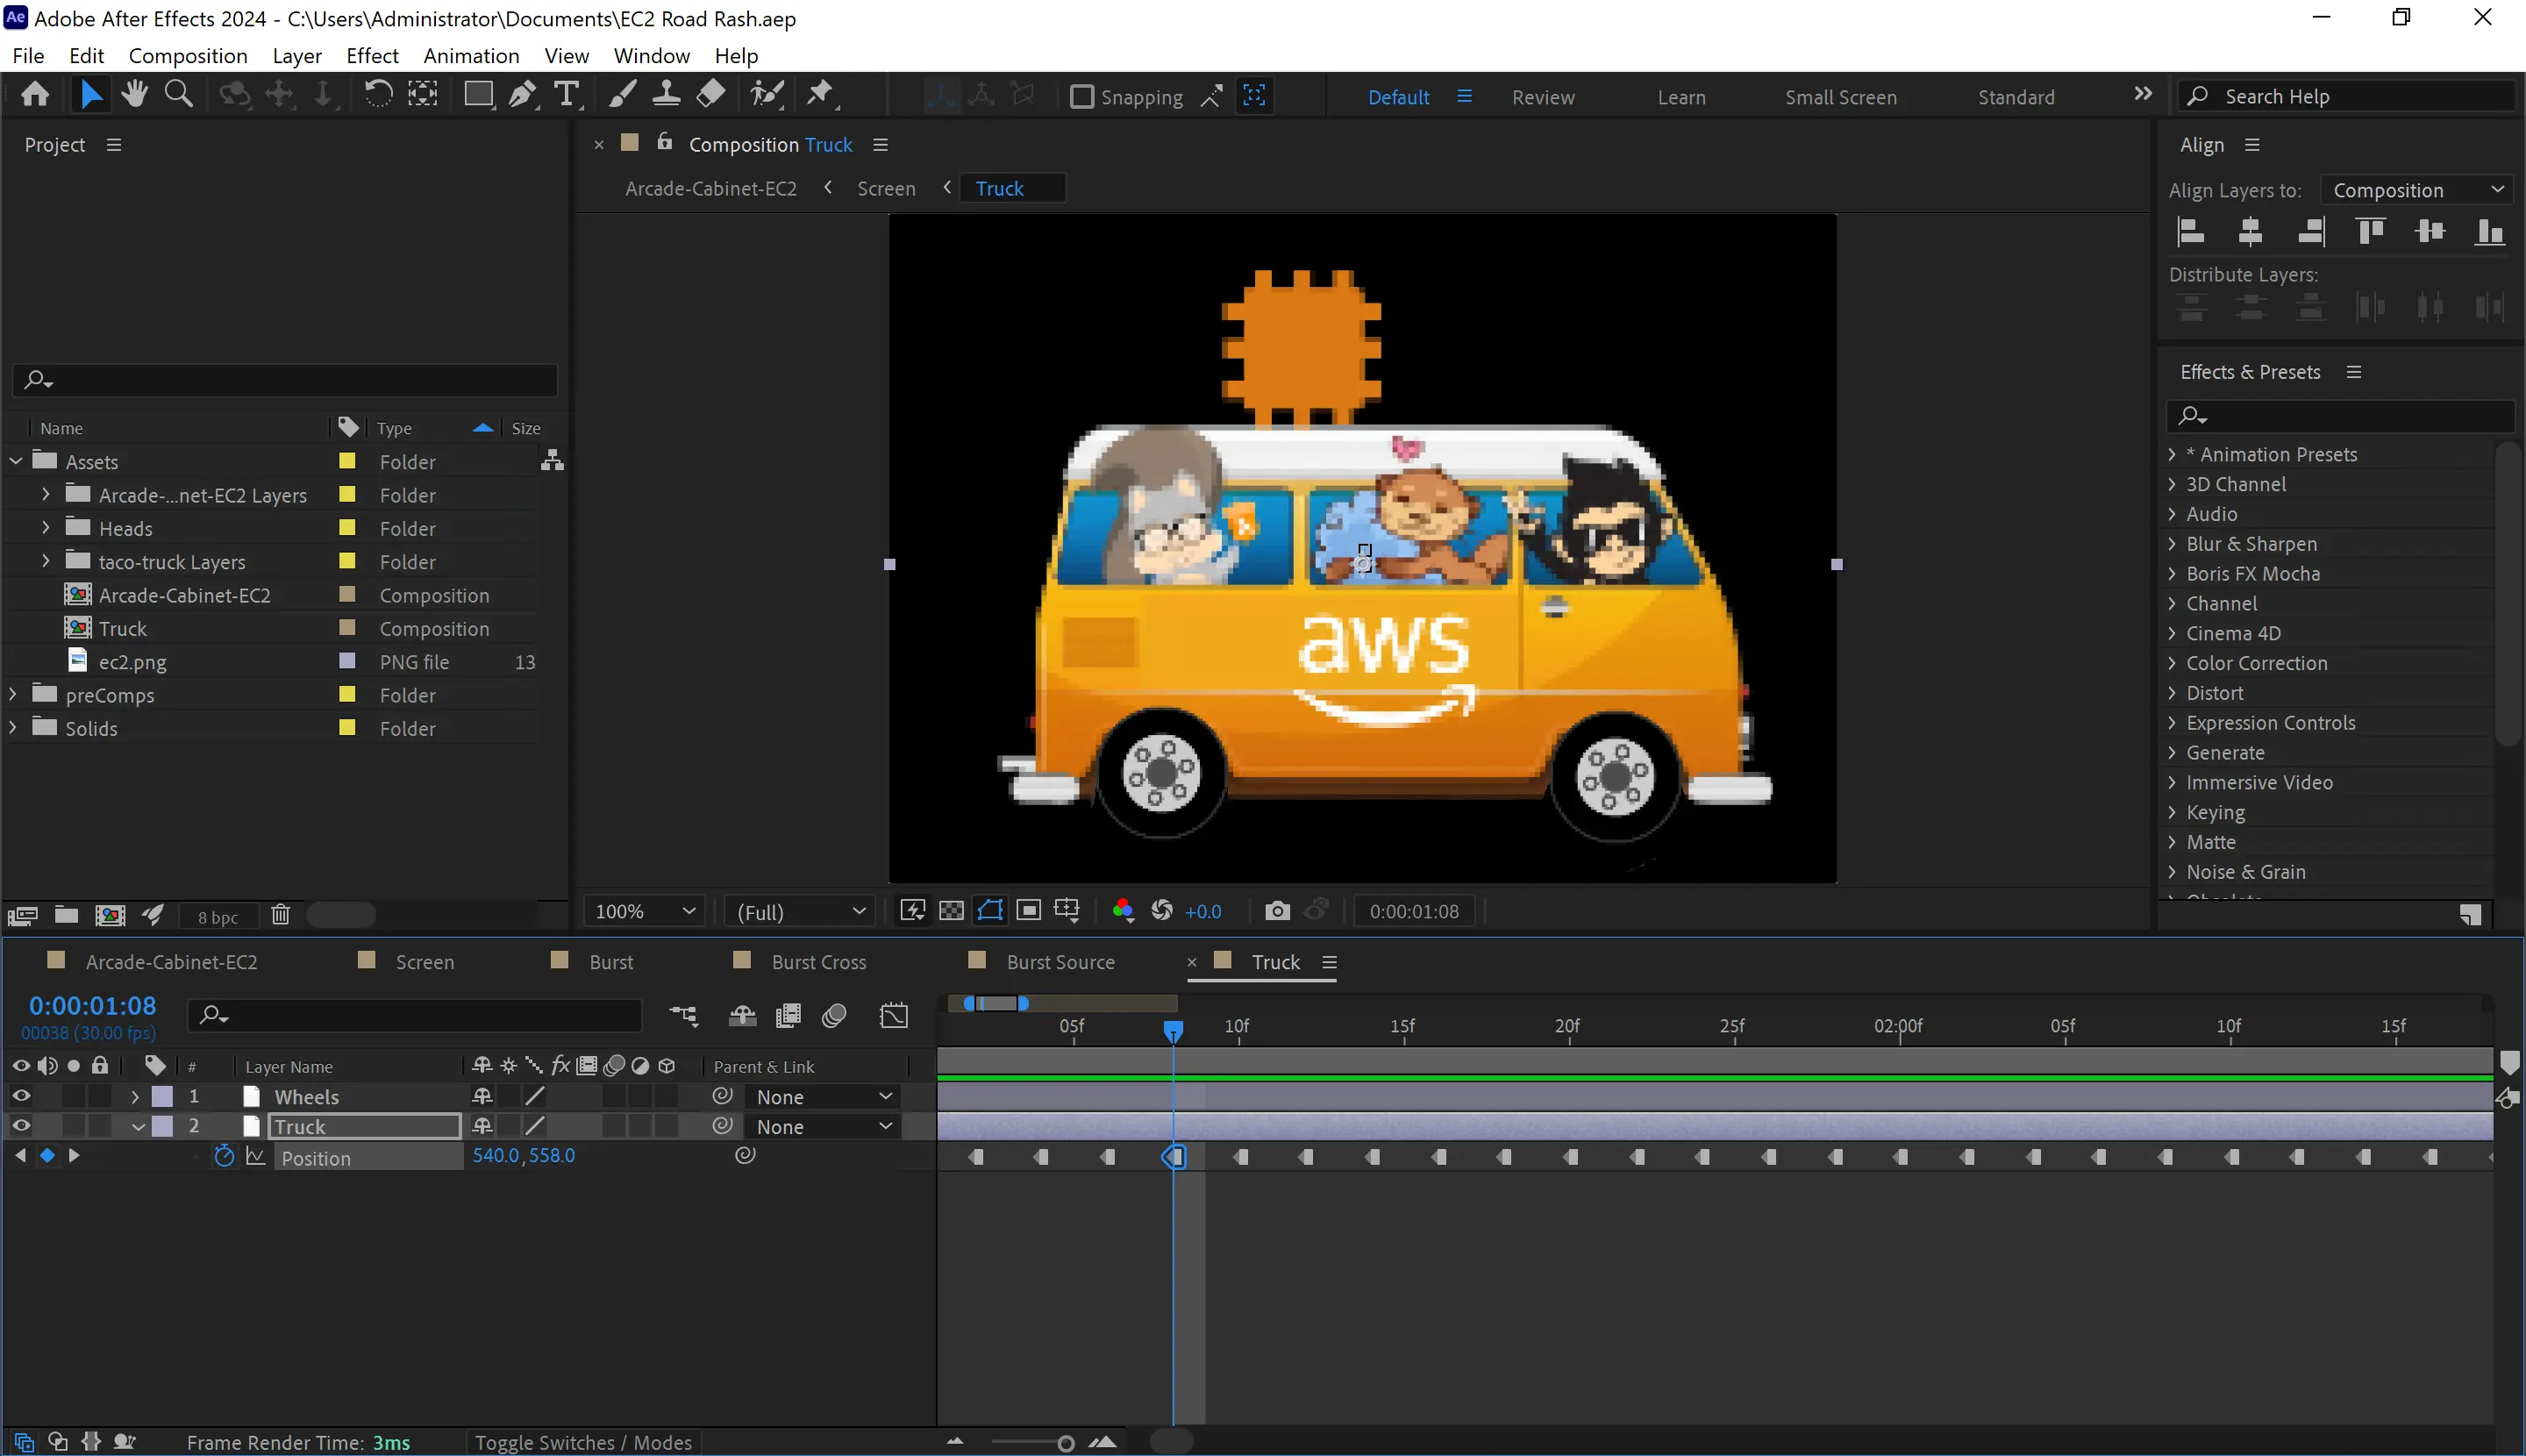 Ae Adobe After Effects 2024 - C:\Users\Administrator\Documents\EC2 Road Rash.aep
File Edit Composition Layer Effect Animation View Window Help
Snapping Default Review Learn Small Screen Standard Search Help
Project
Composition Truck
Align
Arcade-Cabinet-EC2 Screen Truck
Align Layers to: Composition
Distribute Layers:
Effects & Presets
Name Type Size
Assets Folder
Arcade-...net-EC2 Layers Folder
Heads Folder
taco-truck Layers Folder
Arcade-Cabinet-EC2 Composition
Truck Composition
ec2.png PNG file 13
preComps Folder
Solids Folder
aws
* Animation Presets
3D Channel
Audio
Blur & Sharpen
Boris FX Mocha
Channel
Cinema 4D
Color Correction
Distort
Expression Controls
Generate
Immersive Video
Keying
Matte
Noise & Grain
8 bpc
100% (Full) +0.0 0:00:01:08
Arcade-Cabinet-EC2 Screen Burst Burst Cross Burst Source Truck
0:00:01:08
00038 (30.00 fps)
05f 10f 15f 20f 25f 02:00f 05f 10f 15f
# Layer Name fx Parent & Link
1 Wheels None
2 Truck None
Position 540.0,558.0
Frame Render Time: 3ms Toggle Switches / Modes